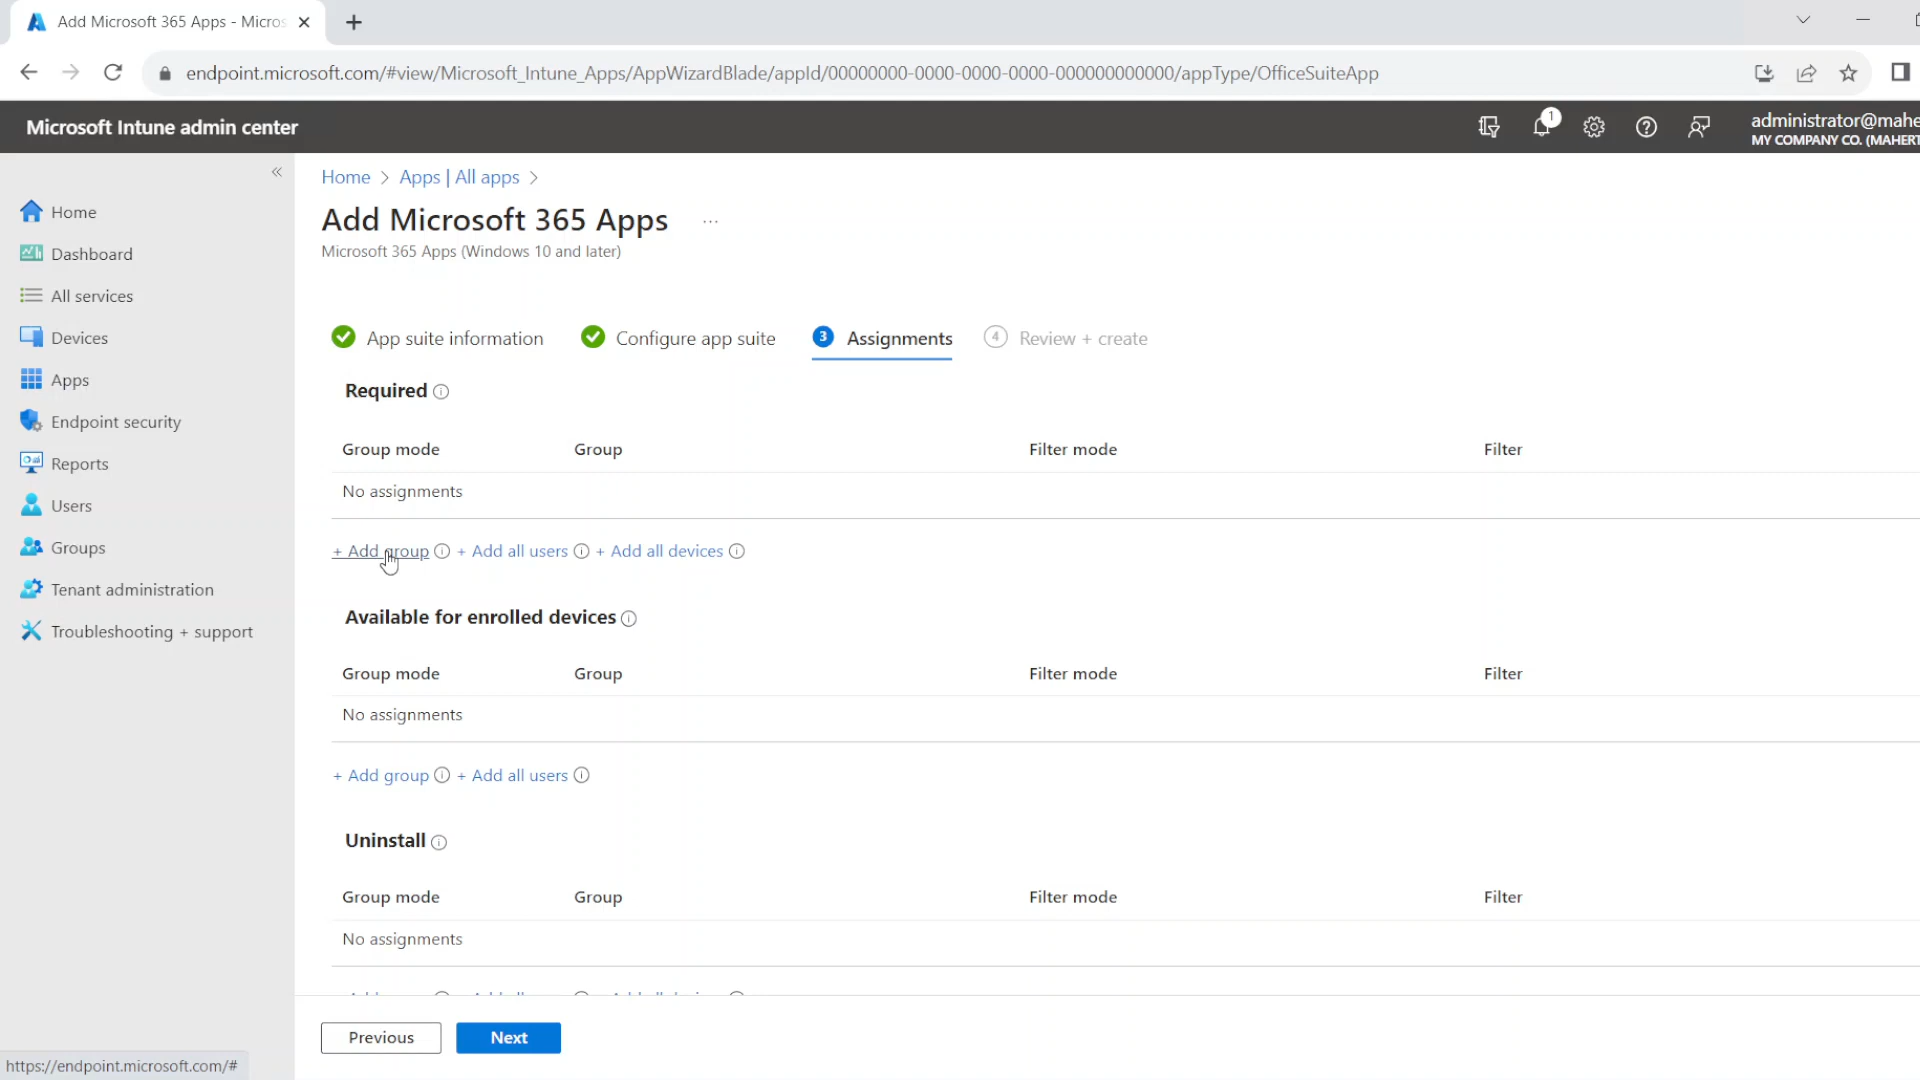 Add Microsoft 365 Apps - Micros
endpoint.microsoft.com/#view/Microsoft_Intune_Apps/AppWizardBlade/appId/00000000-0000-0000-0000-000000000000/appType/OfficeSuiteApp
Microsoft Intune admin center
1
administrator@mahe
MY COMPANY CO. (MAHERT
«
Home
Dashboard
All services
Devices
Apps
Endpoint security
Reports
Users
Groups
Tenant administration
Troubleshooting + support
Home > Apps | All apps >
Add Microsoft 365 Apps ...
Microsoft 365 Apps (Windows 10 and later)
App suite information Configure app suite 3 Assignments 4 Review + create
Required
Group mode Group Filter mode Filter
No assignments
+ Add group + Add all users + Add all devices
Available for enrolled devices
Group mode Group Filter mode Filter
No assignments
+ Add group + Add all users
Uninstall
Group mode Group Filter mode Filter
No assignments
Previous Next
https://endpoint.microsoft.com/#